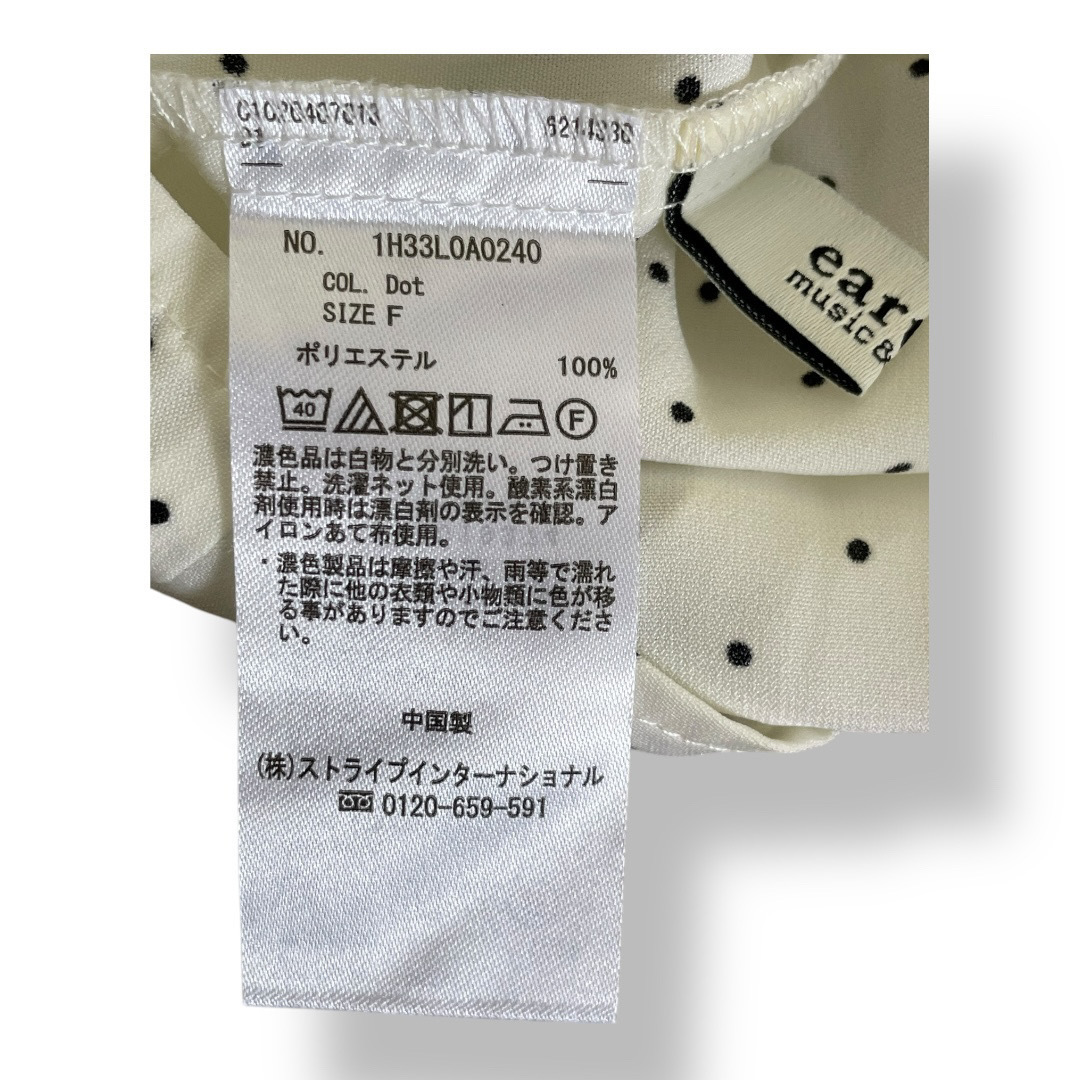 NO. 1H33L0A0240
COL. Dot
SIZE F
ポリエステル 100%
40 F
濃色品は白物と分別洗い。つけ置き
禁止。洗濯ネット使用。酸素系漂白
剤使用時は漂白剤の表示を確認。ア
イロンあて布使用。
・濃色製品は摩擦や汗、雨等で濡れ
た際に他の衣類や小物類に色が移
る事がありますのでご注意くださ
い。
中国製
(株)ストライプインターナショナル
0120-659-591
ear
music &